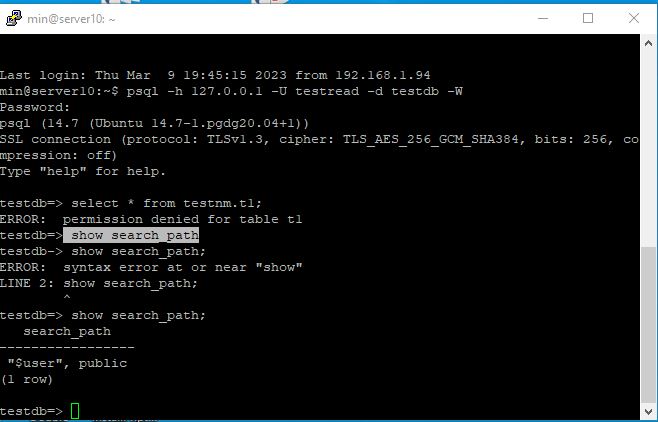 min@server10: ~
Last login: Thu Mar  9 19:45:15 2023 from 192.168.1.94
min@server10:~$ psql -h 127.0.0.1 -U testread -d testdb -W
Password:
psql (14.7 (Ubuntu 14.7-1.pgdg20.04+1))
SSL connection (protocol: TLSv1.3, cipher: TLS_AES_256_GCM_SHA384, bits: 256, co
mpression: off)
Type "help" for help.
testdb=> select * from testnm.t1;
ERROR:  permission denied for table t1
testdb=> show search_path
testdb-> show search_path;
ERROR:  syntax error at or near "show"
LINE 2: show search_path;
        ^
testdb=> show search_path;
   search_path
-----------------
 "$user", public
(1 row)
testdb=>